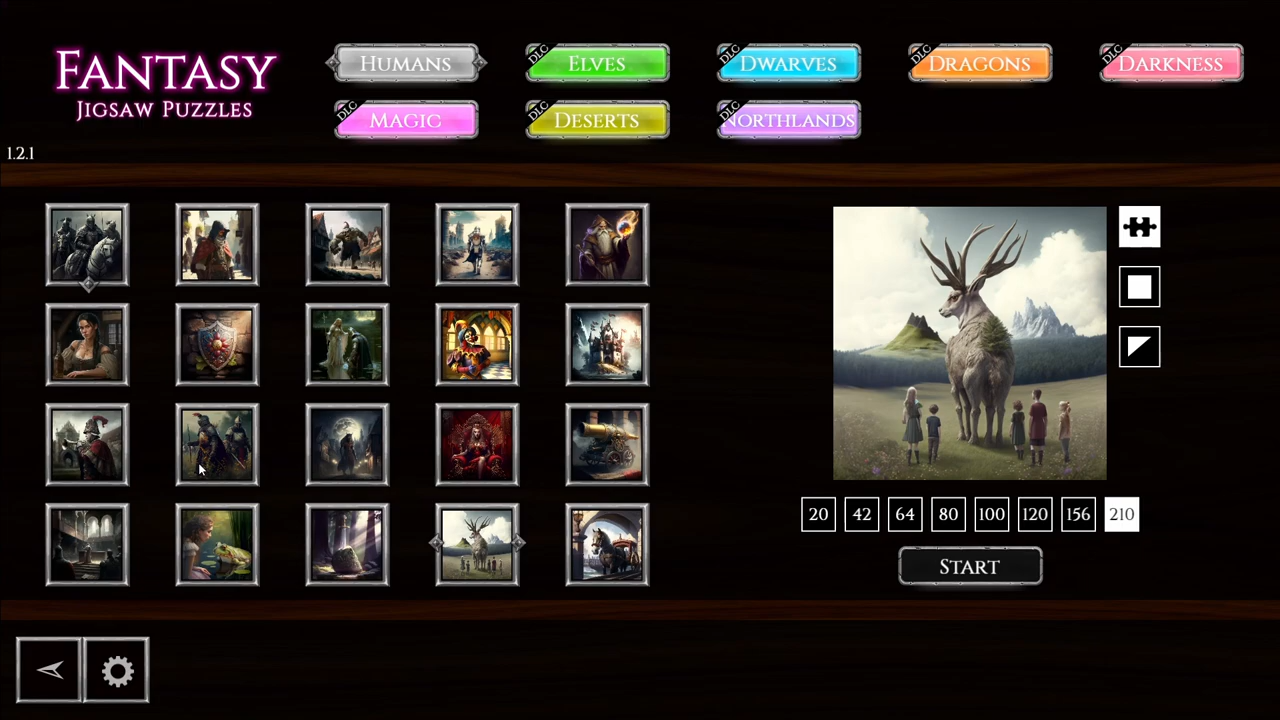 FANTASY
JIGSAW PUZZLES
1.2.1
HUMANS
DLC ELVES
DLC DWARVES
DLC DRAGONS
DLC DARKNESS
DLC MAGIC
DLC DESERTS
DLC NORTHLANDS
20 42 64 80 100 120 156 210
START